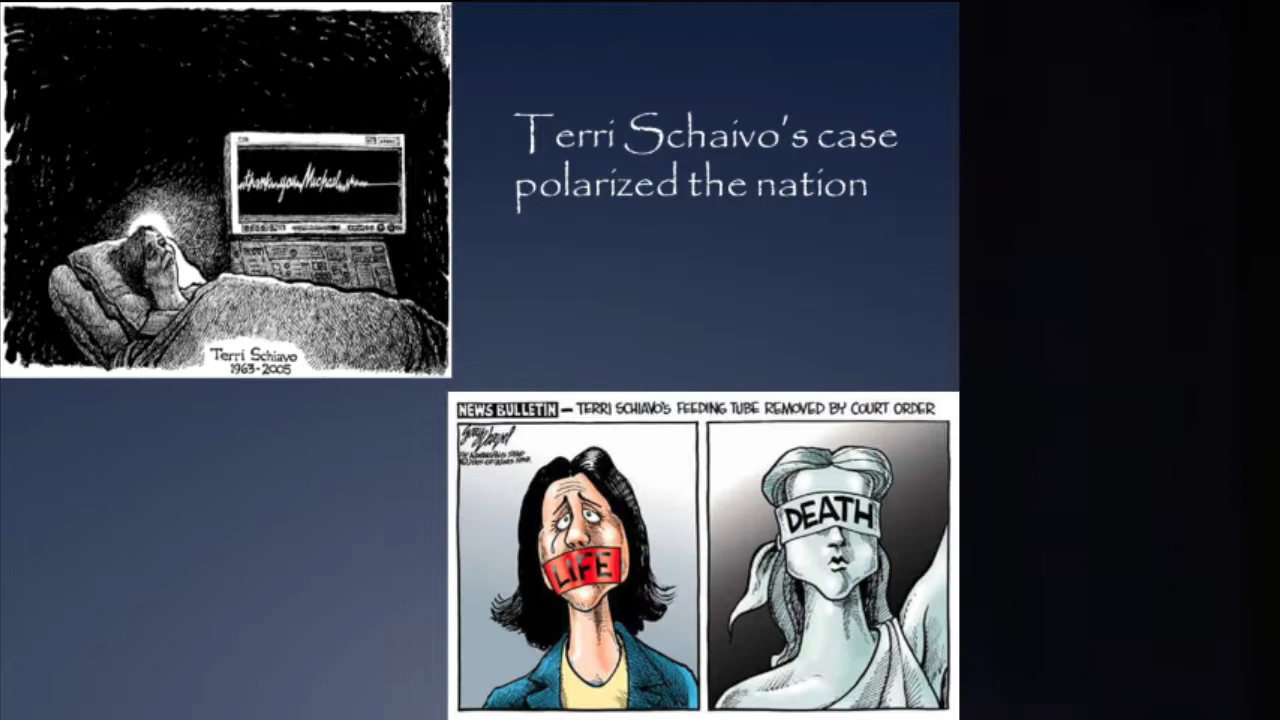 Terri Schaivo's case
polarized the nation
thank you Michael
Terri Schiavo
1963-2005
NEWS BULLETIN — TERRI SCHIAVO'S FEEDING TUBE REMOVED BY COURT ORDER
LIFE
DEATH